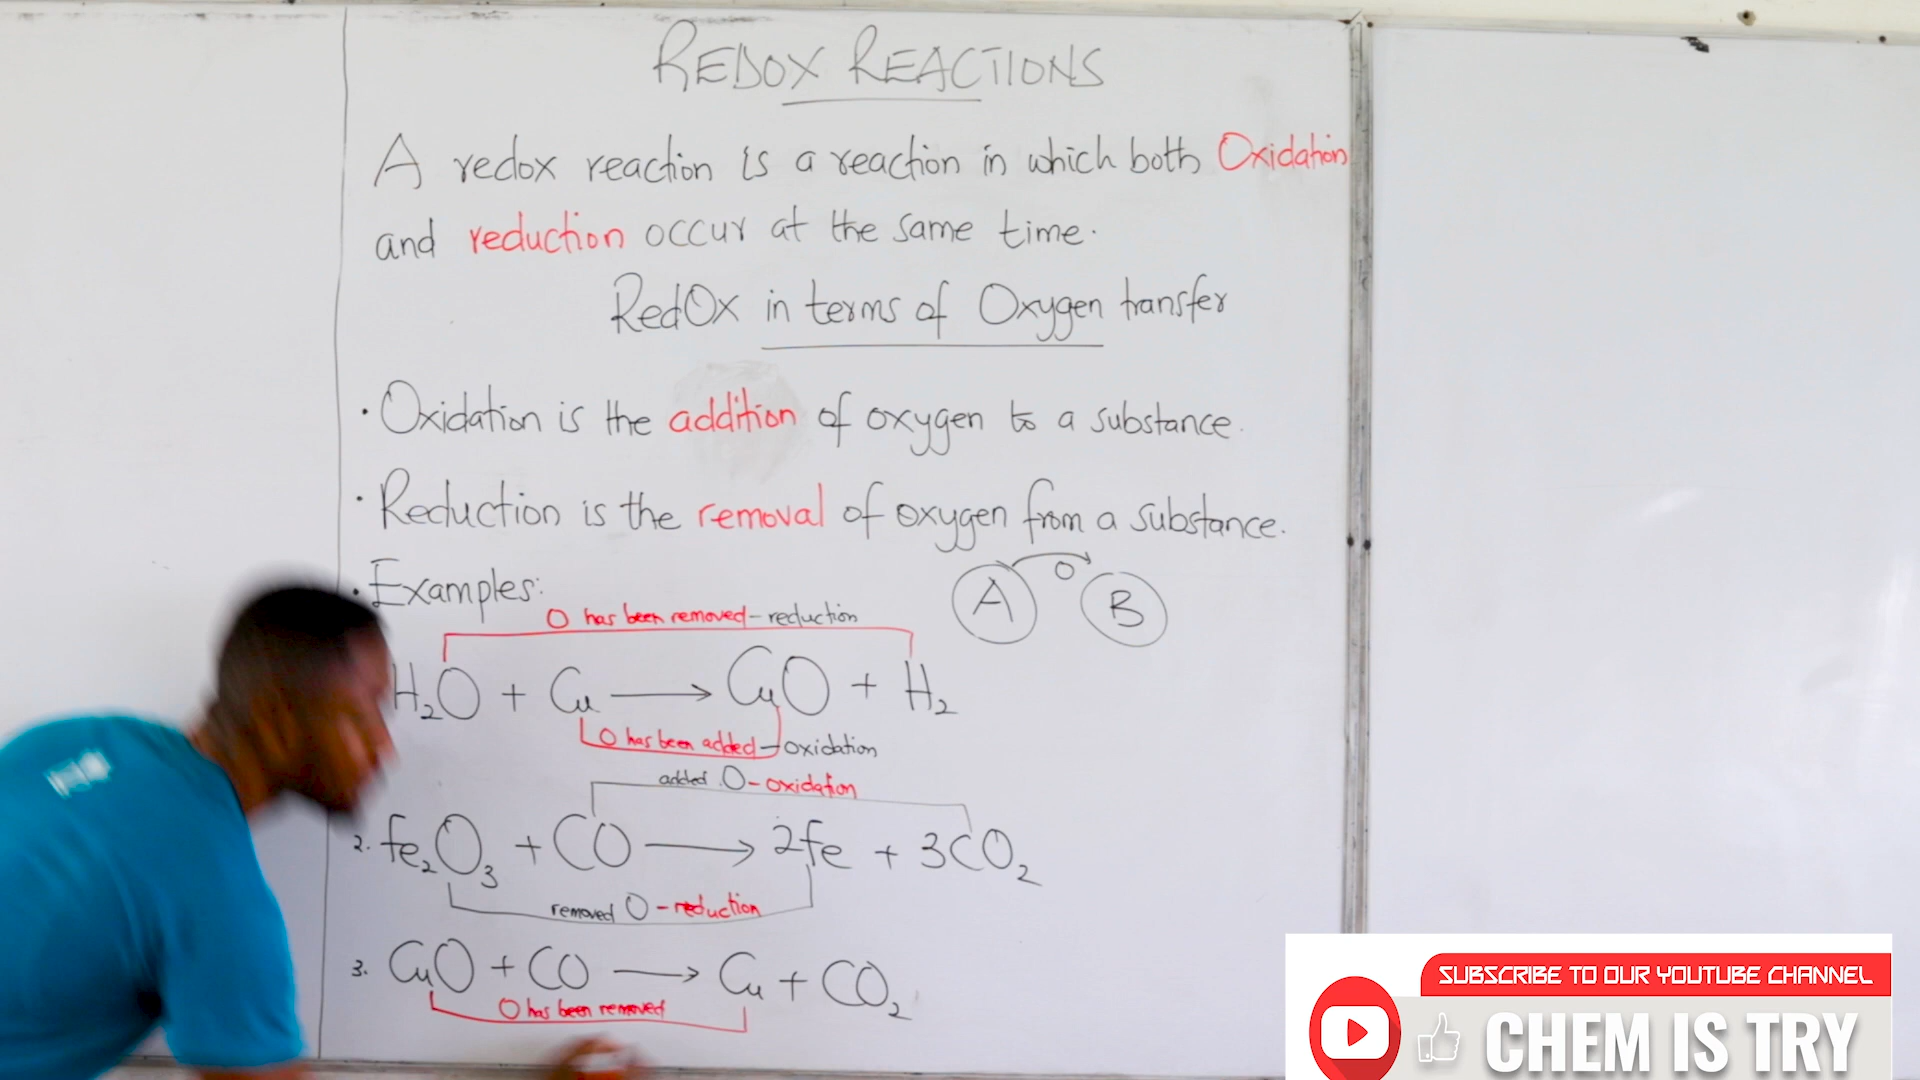 REDOX REACTIONS
A redox reaction is a reaction in which both Oxidation
and reduction occur at the same time.
RedOx in terms of Oxygen transfer
· Oxidation is the addition of oxygen to a substance.
· Reduction is the removal of oxygen from a substance.
A O B
· Examples:
O has been removed - reduction
H₂O + Cu ⟶ CuO + H₂
O has been added - oxidation
added O - oxidation
2. Fe₂O₃ + CO ⟶ 2Fe + 3CO₂
removed O - reduction
3. CuO + CO ⟶ Cu + CO₂
O has been removed
SUBSCRIBE TO OUR YOUTUBE CHANNEL
CHEM IS TRY